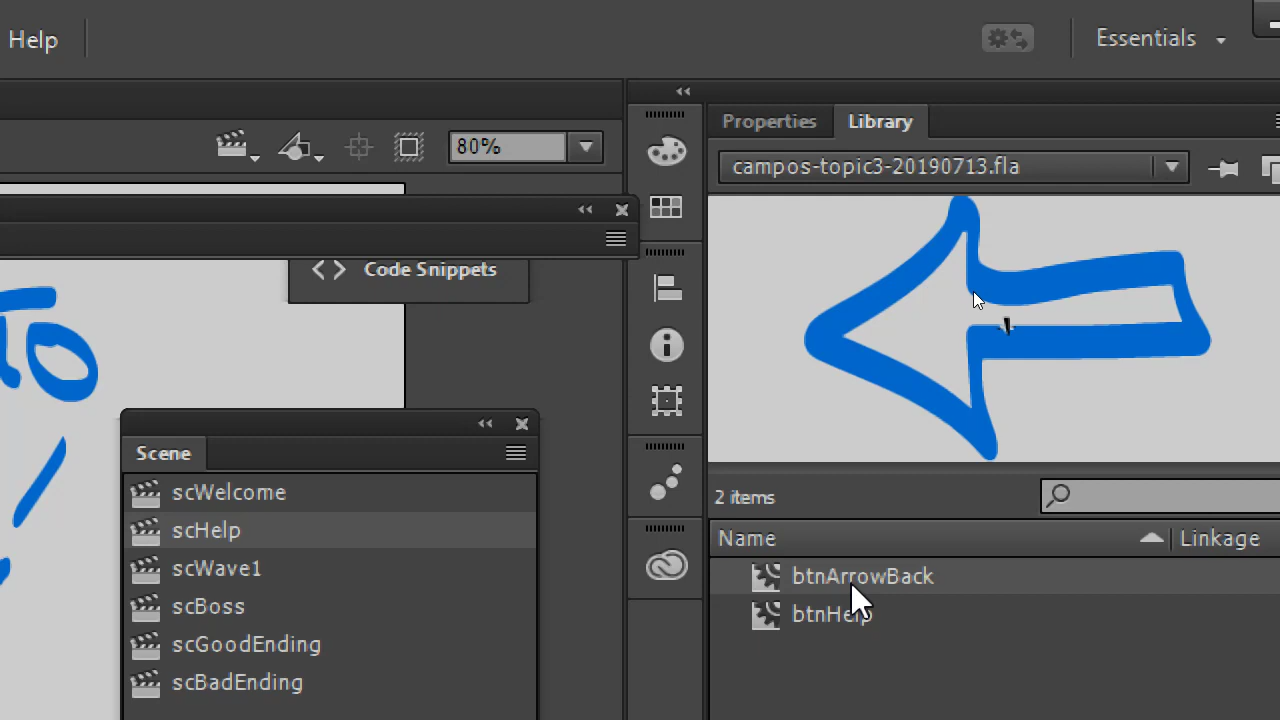 Help
Essentials
80%
Properties
Library
campos-topic3-20190713.fla
Code Snippets
Scene
scWelcome
scHelp
scWave1
scBoss
scGoodEnding
scBadEnding
2 items
Name
Linkage
btnArrowBack
btnHelp